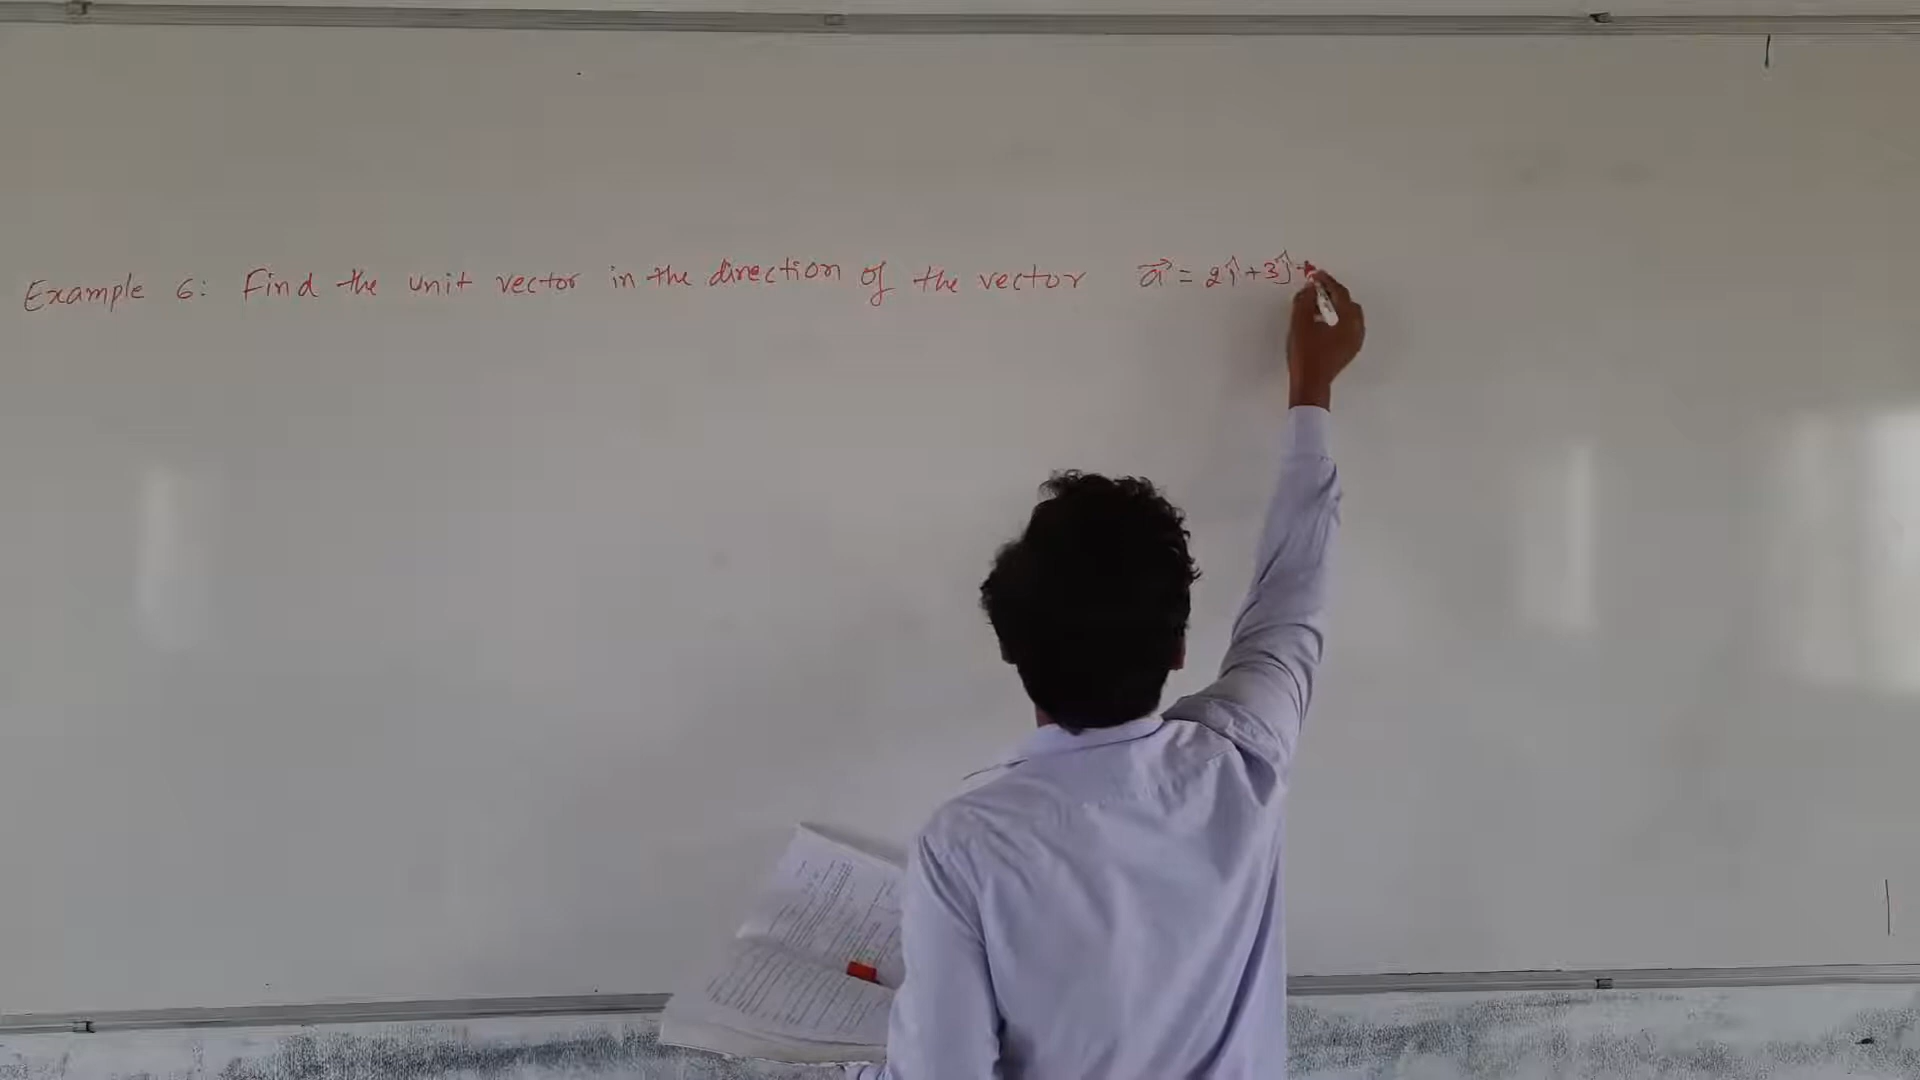 Example 6: Find the unit vector in the direction of the vector a⃗ = 2î + 3ĵ +